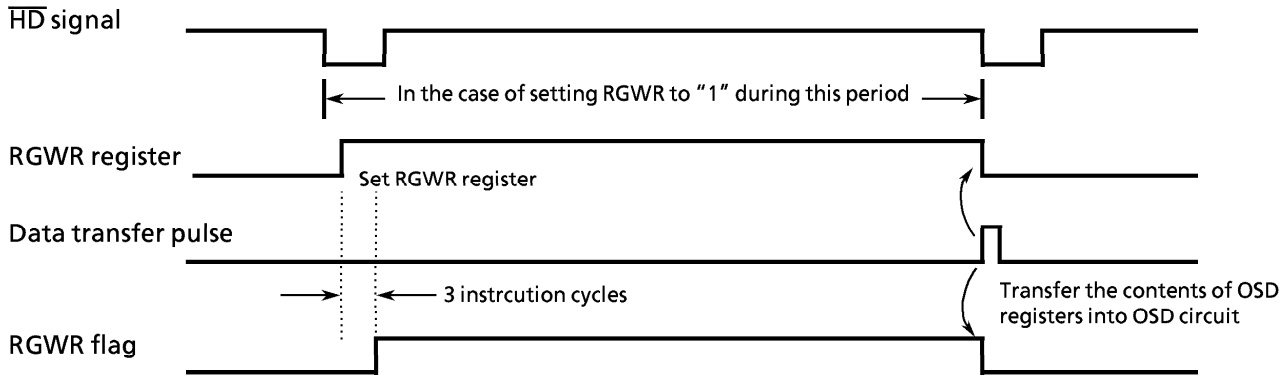 HD signal
In the case of setting RGWR to “1” during this period
RGWR register
Set RGWR register
Data transfer pulse
3 instrcution cycles
Transfer the contents of OSD
registers into OSD circuit
RGWR flag